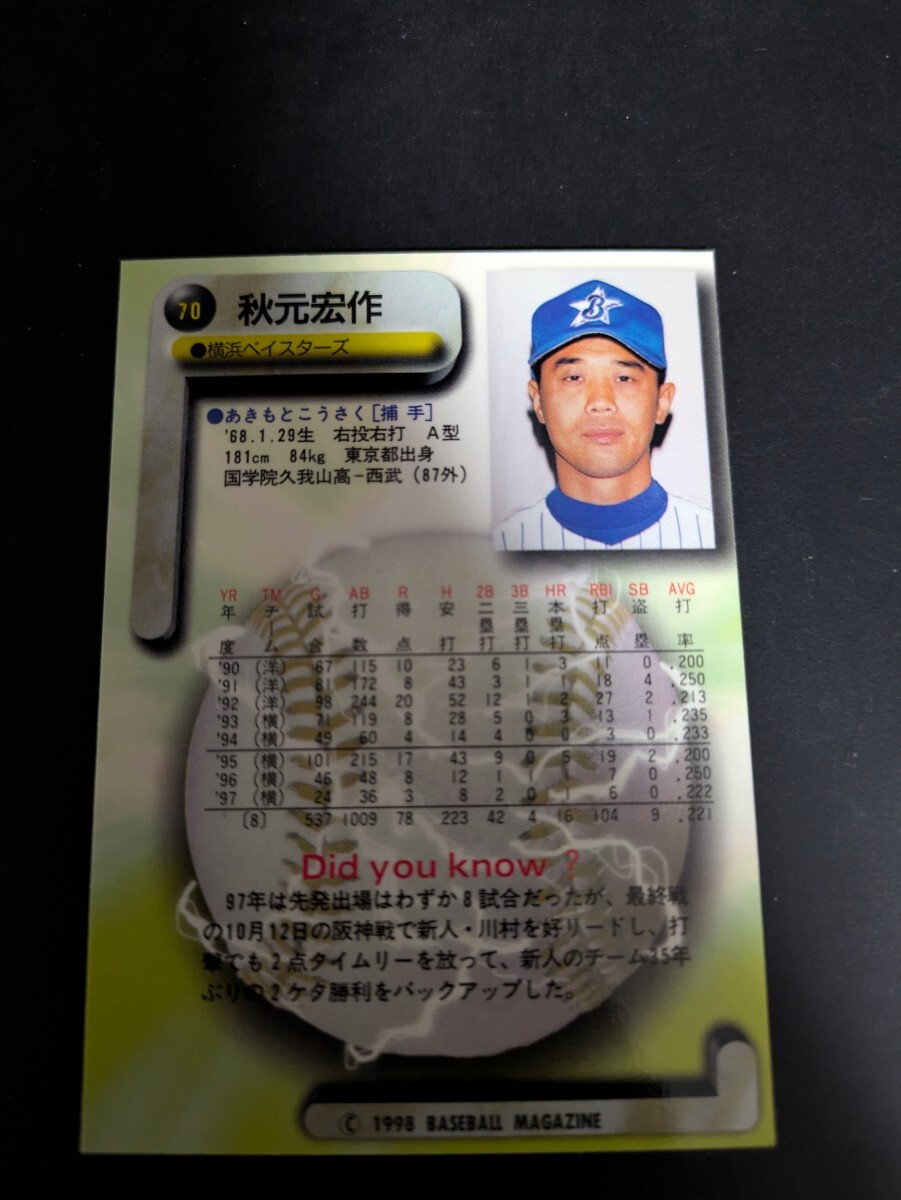 70 秋元宏作
●横浜ベイスターズ
B
●あきもとこうさく[捕 手]
'68.1.29生 右投右打 A型
181cm 84kg 東京都出身
国学院久我山高−西武（87外）
YR TM G AB R H 2B 3B HR RBI SB AVG
年度 チーム 試合 打数 得点 安打 二塁打 三塁打 本塁打 打点 盗塁 打率
'90 (洋) 67 115 10 23 6 1 3 11 0 .200
'91 (洋) 81 172 8 43 3 1 1 18 4 .250
'92 (洋) 98 244 20 52 12 1 2 27 2 .213
'93 (横) 71 119 8 28 5 0 3 13 1 .235
'94 (横) 49 60 4 14 4 0 0 3 0 .233
'95 (横) 101 215 17 43 9 0 5 19 2 .200
'96 (横) 46 48 8 12 1 1 1 7 0 .250
'97 (横) 24 36 3 8 2 0 1 6 0 .222
〔8〕 537 1009 78 223 42 4 16 104 9 .221
Did you know ?
97年は先発出場はわずか8試合だったが、最終戦
の10月12日の阪神戦で新人・川村を好リードし、打
撃でも2点タイムリーを放って、新人のチーム35年
ぶりの2ケタ勝利をバックアップした。
© 1998 BASEBALL MAGAZINE